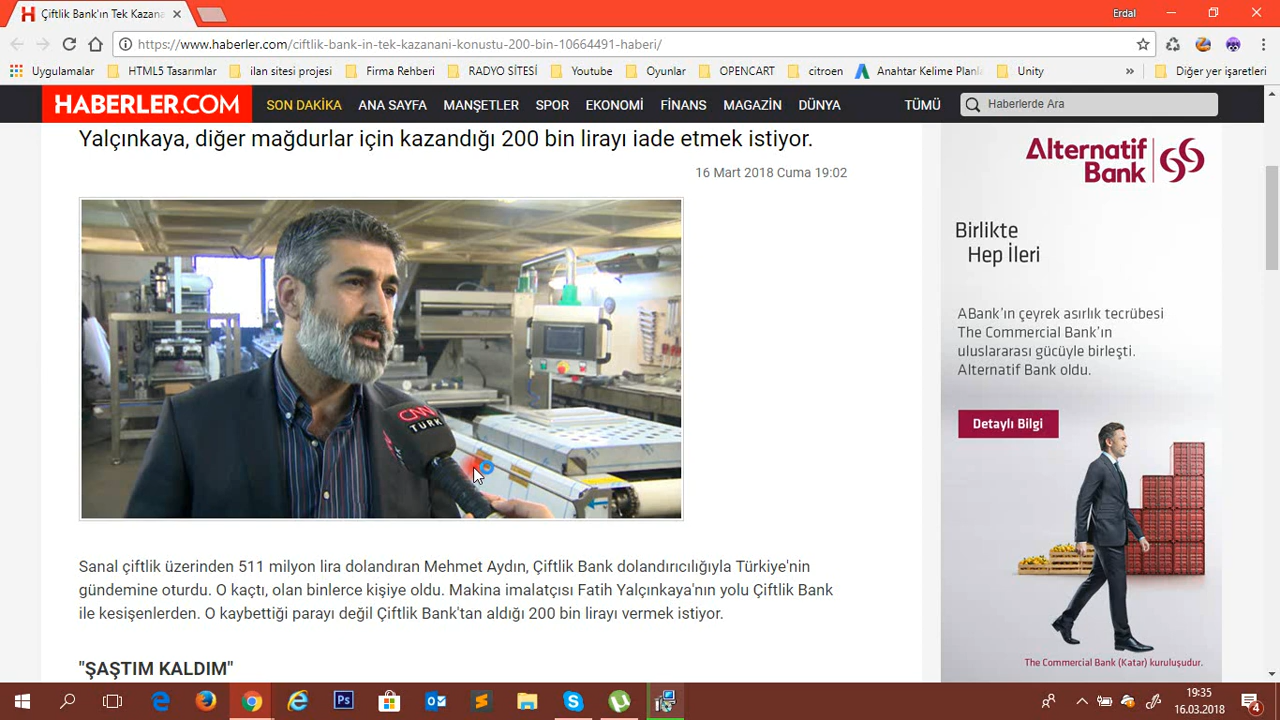 Çiftlik Bank'ın Tek Kazana
Erdal
https://www.haberler.com/ciftlik-bank-in-tek-kazanani-konustu-200-bin-10664491-haberi/
Uygulamalar HTML5 Tasarımlar ilan sitesi projesi Firma Rehberi RADYO SİTESİ Youtube Oyunlar OPENCART citroen Anahtar Kelime Planla Unity » Diğer yer işaretleri
HABERLER.COM SON DAKİKA ANA SAYFA MANŞETLER SPOR EKONOMİ FİNANS MAGAZİN DÜNYA TÜMÜ Haberlerde Ara
Yalçınkaya, diğer mağdurlar için kazandığı 200 bin lirayı iade etmek istiyor.
16 Mart 2018 Cuma 19:02
CNN
TÜRK
Sanal çiftlik üzerinden 511 milyon lira dolandıran Mehmet Aydın, Çiftlik Bank dolandırıcılığıyla Türkiye'nin
gündemine oturdu. O kaçtı, olan binlerce kişiye oldu. Makina imalatçısı Fatih Yalçınkaya'nın yolu Çiftlik Bank
ile kesişenlerden. O kaybettiği parayı değil Çiftlik Bank'tan aldığı 200 bin lirayı vermek istiyor.
"ŞAŞTIM KALDIM"
Alternatif
Bank
Birlikte
Hep İleri
ABank'ın çeyrek asırlık tecrübesi
The Commercial Bank'ın
uluslararası gücüyle birleşti.
Alternatif Bank oldu.
Detaylı Bilgi
The Commercial Bank (Katar) kuruluşudur.
Ps
19:35
16.03.2018
4